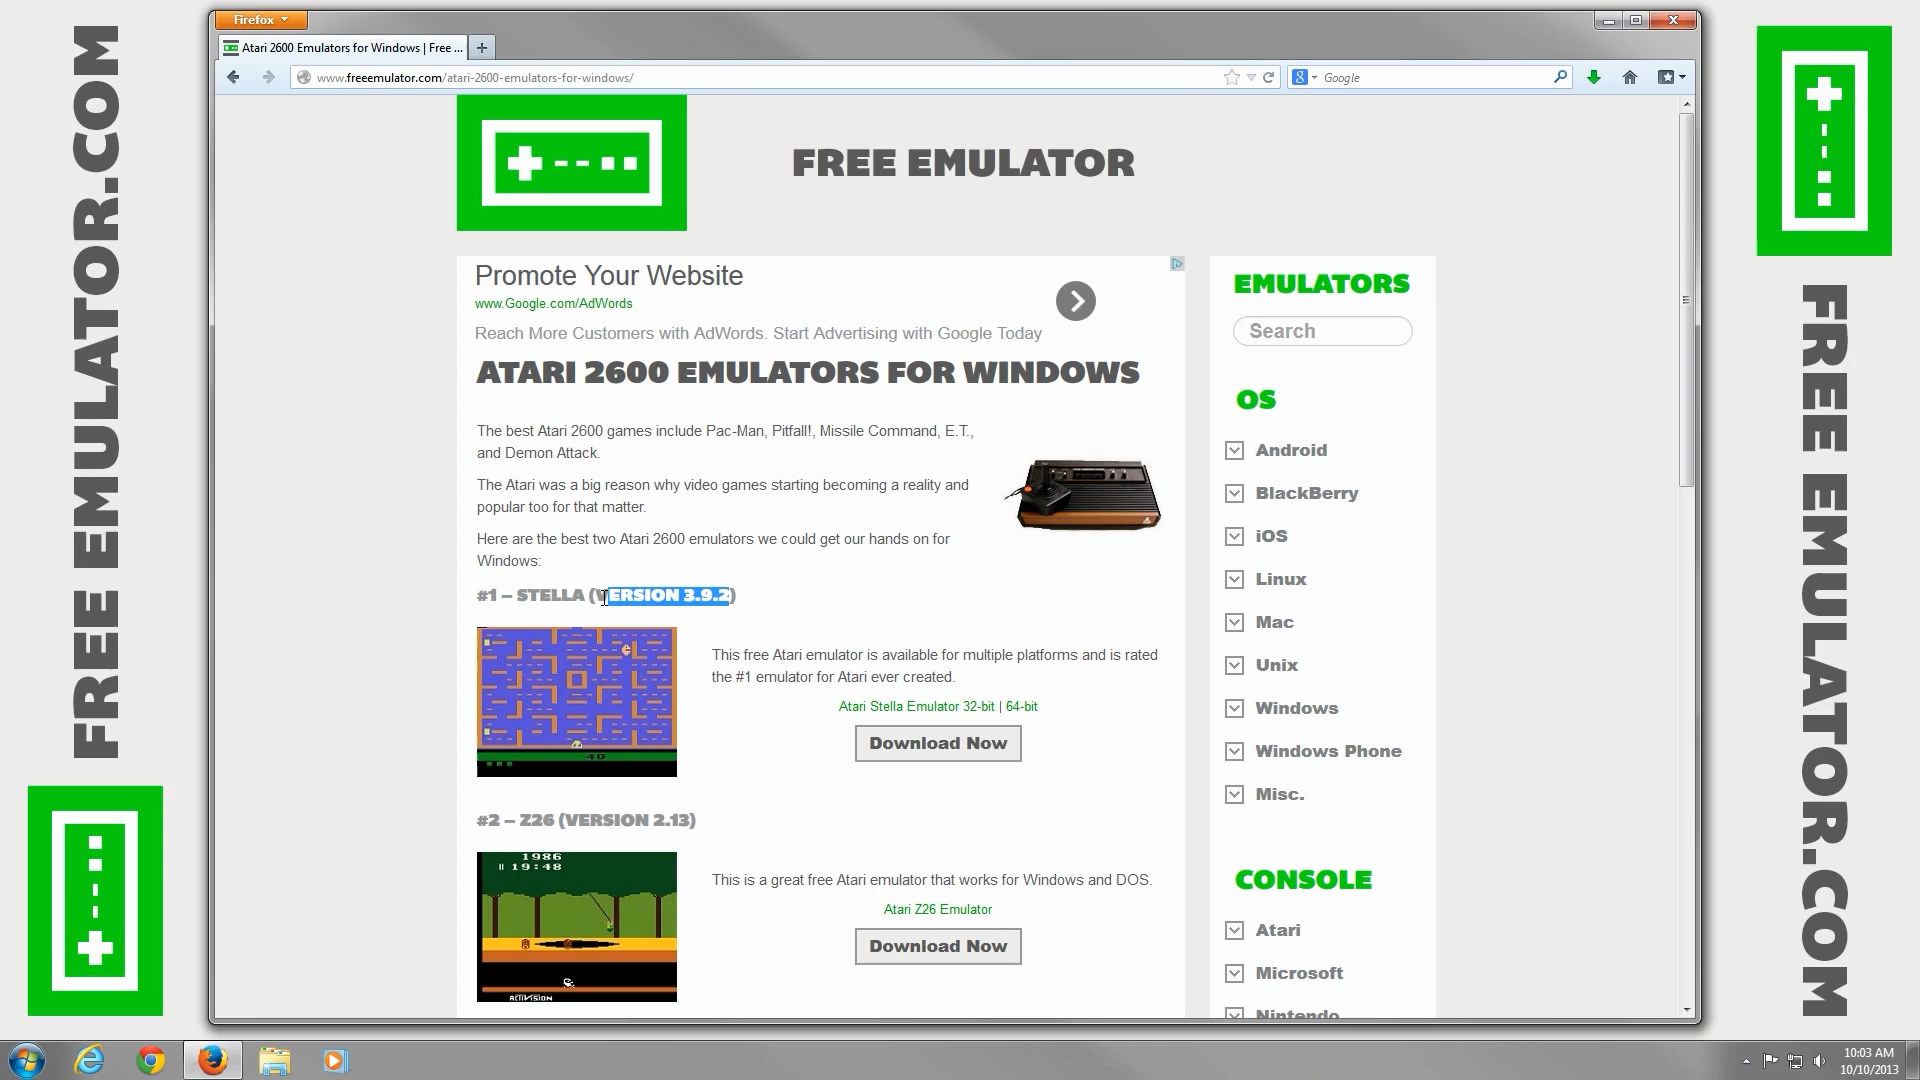 FREE EMULATOR.COM
Firefox
Atari 2600 Emulators for Windows | Free ...
www.freeemulator.com/atari-2600-emulators-for-windows/
Google
FREE EMULATOR
Promote Your Website
www.Google.com/AdWords
Reach More Customers with AdWords. Start Advertising with Google Today
ATARI 2600 EMULATORS FOR WINDOWS
The best Atari 2600 games include Pac-Man, Pitfall!, Missile Command, E.T.,
and Demon Attack.
The Atari was a big reason why video games starting becoming a reality and
popular too for that matter.
Here are the best two Atari 2600 emulators we could get our hands on for
Windows:
#1 – STELLA (VERSION 3.9.2)
This free Atari emulator is available for multiple platforms and is rated
the #1 emulator for Atari ever created.
Atari Stella Emulator 32-bit | 64-bit
Download Now
40
#2 – Z26 (VERSION 2.13)
1986
19:48
ACTIVISION
This is a great free Atari emulator that works for Windows and DOS.
Atari Z26 Emulator
Download Now
EMULATORS
Search
OS
Android
BlackBerry
iOS
Linux
Mac
Unix
Windows
Windows Phone
Misc.
CONSOLE
Atari
Microsoft
Nintendo
FREE EMULATOR.COM
10:03 AM
10/10/2013